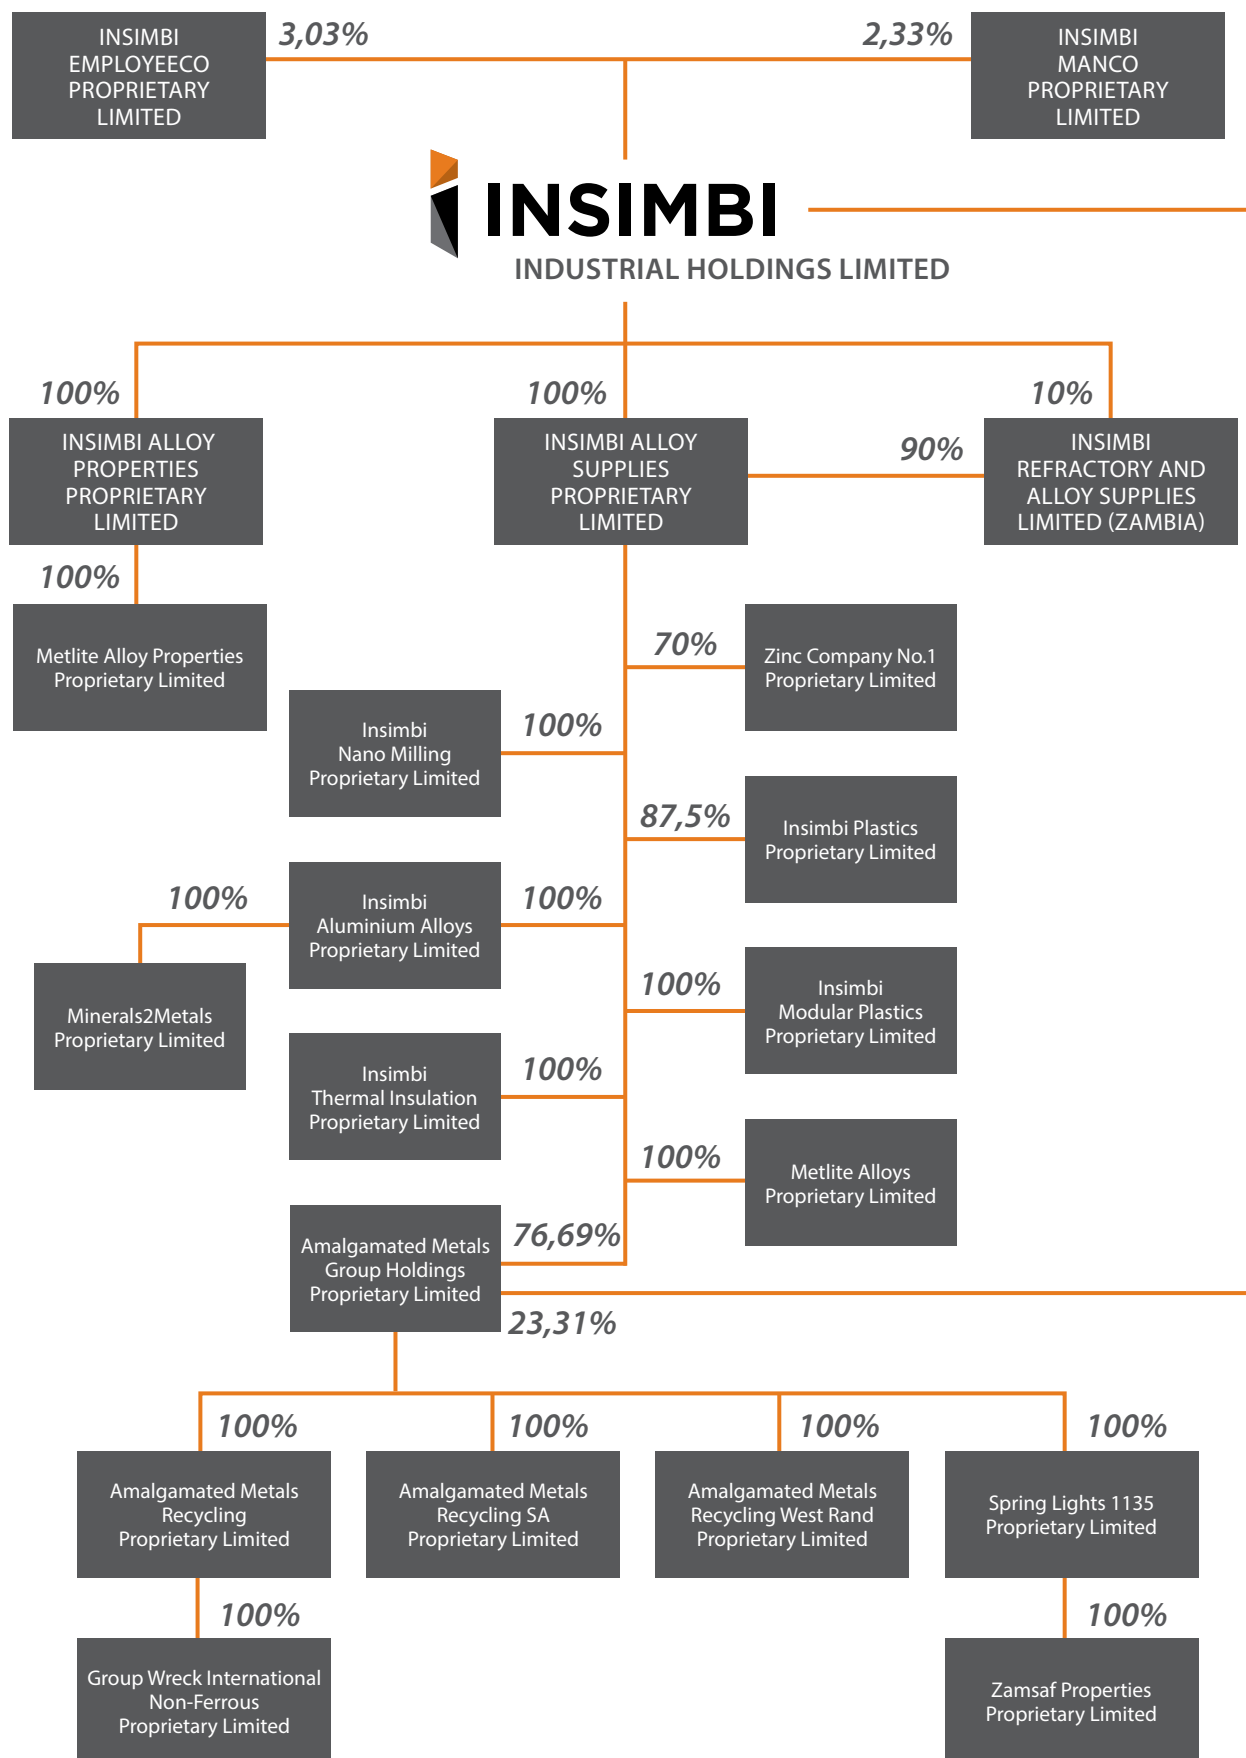 INSIMBI
EMPLOYEECO
PROPRIETARY
LIMITED
3,03%
2,33%
INSIMBI
MANCO
PROPRIETARY
LIMITED
INSIMBI
INDUSTRIAL HOLDINGS LIMITED
100%
100%
10%
INSIMBI ALLOY
PROPERTIES
PROPRIETARY
LIMITED
INSIMBI ALLOY
SUPPLIES
PROPRIETARY
LIMITED
90%
INSIMBI
REFRACTORY AND
ALLOY SUPPLIES
LIMITED (ZAMBIA)
100%
Metlite Alloy Properties
Proprietary Limited
70%
Zinc Company No.1
Proprietary Limited
Insimbi
Nano Milling
Proprietary Limited
100%
87,5%
Insimbi Plastics
Proprietary Limited
100%
Insimbi
Aluminium Alloys
Proprietary Limited
100%
Minerals2Metals
Proprietary Limited
100%
Insimbi
Modular Plastics
Proprietary Limited
Insimbi
Thermal Insulation
Proprietary Limited
100%
100%
Metlite Alloys
Proprietary Limited
Amalgamated Metals
Group Holdings
Proprietary Limited
76,69%
23,31%
100%
100%
100%
100%
Amalgamated Metals
Recycling
Proprietary Limited
Amalgamated Metals
Recycling SA
Proprietary Limited
Amalgamated Metals
Recycling West Rand
Proprietary Limited
Spring Lights 1135
Proprietary Limited
100%
100%
Group Wreck International
Non-Ferrous
Proprietary Limited
Zamsaf Properties
Proprietary Limited